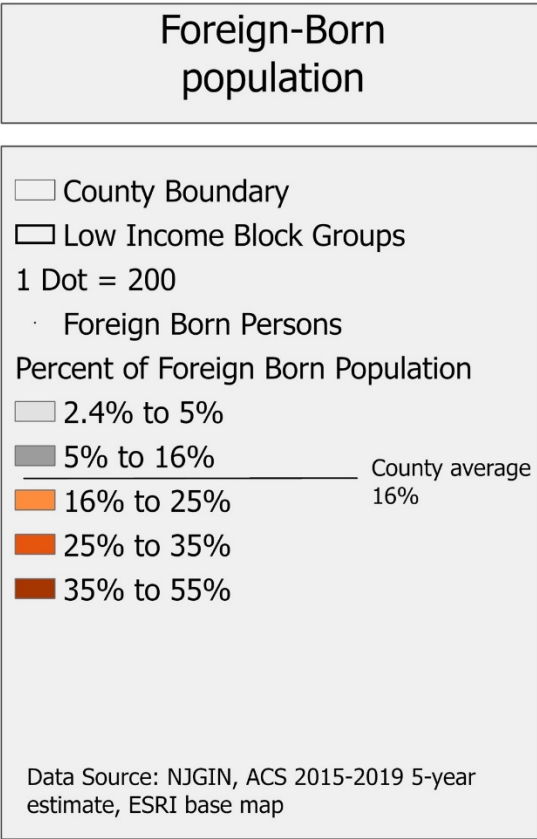 Foreign-Born
population
County Boundary
Low Income Block Groups
1 Dot = 200
Foreign Born Persons
Percent of Foreign Born Population
2.4% to 5%
5% to 16%
County average
16%
16% to 25%
25% to 35%
35% to 55%
Data Source: NJGIN, ACS 2015-2019 5-year
estimate, ESRI base map